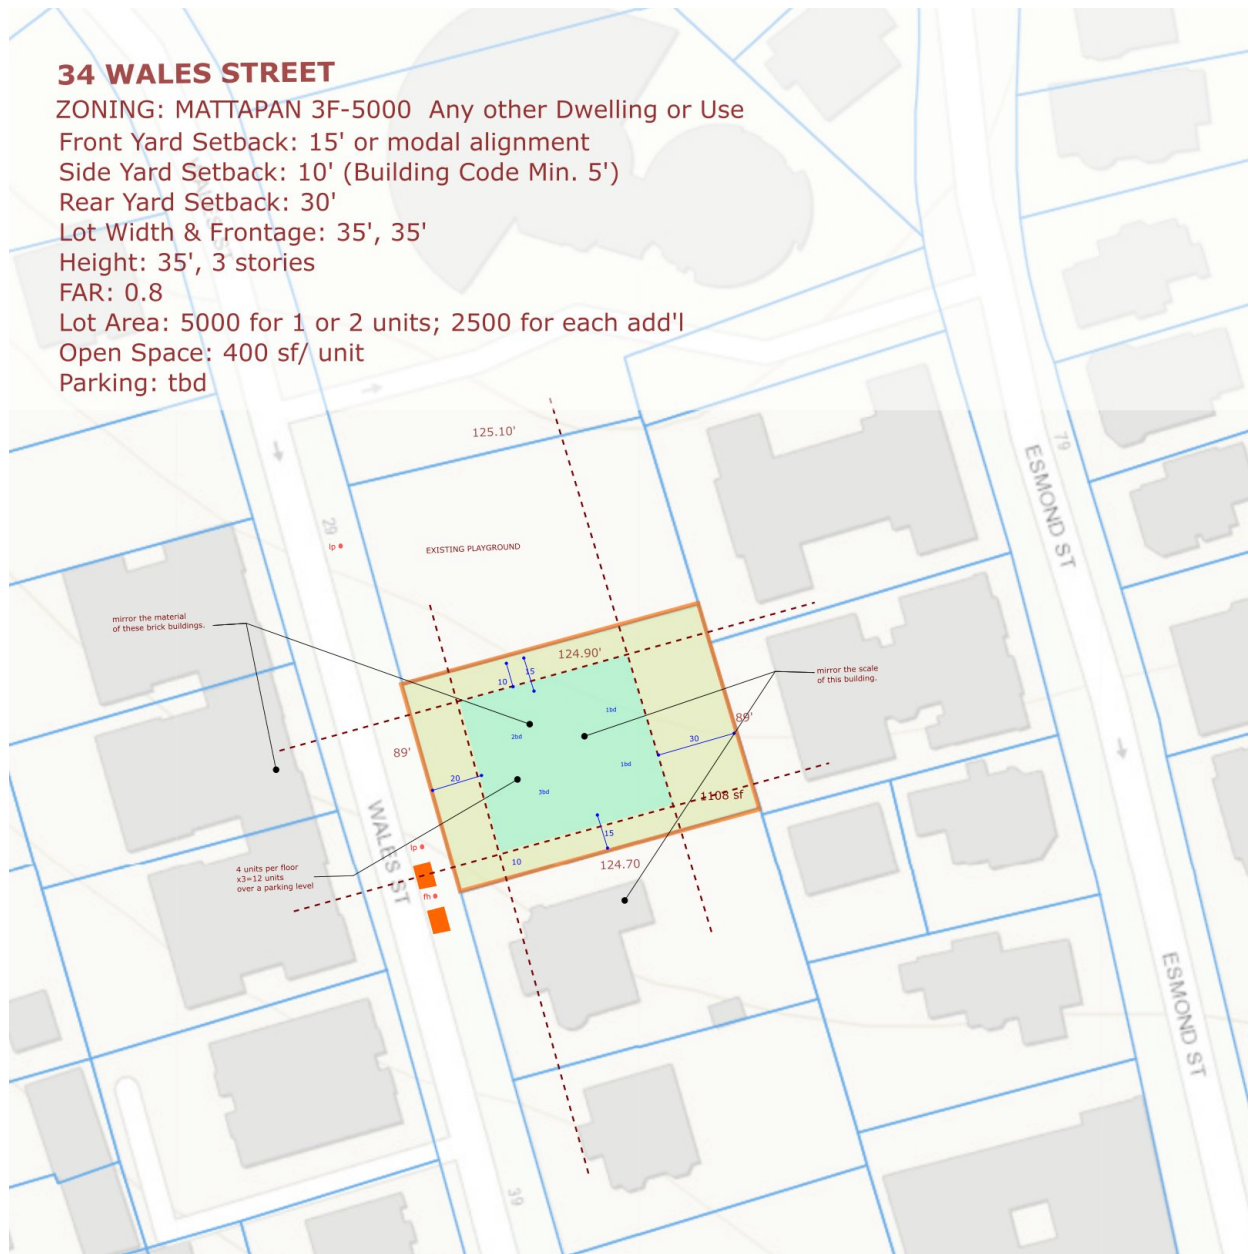 34 WALES STREET
ZONING: MATTAPAN 3F-5000  Any other Dwelling or Use
Front Yard Setback: 15' or modal alignment
Side Yard Setback: 10' (Building Code Min. 5')
Rear Yard Setback: 30'
Lot Width & Frontage: 35', 35'
Height: 35', 3 stories
FAR: 0.8
Lot Area: 5000 for 1 or 2 units; 2500 for each add'l
Open Space: 400 sf/ unit
Parking: tbd
WALES ST
125.10'
79
ESMOND ST
29
lp
EXISTING PLAYGROUND
mirror the material
of these brick buildings.
124.90'
10
15
mirror the scale
of this building.
1bd
2bd
89'
89'
30
1bd
20
3bd
1108 sf
15
WALES ST
lp
10
124.70
4 units per floor
x3=12 units
over a parking level
fh
ESMOND ST
39